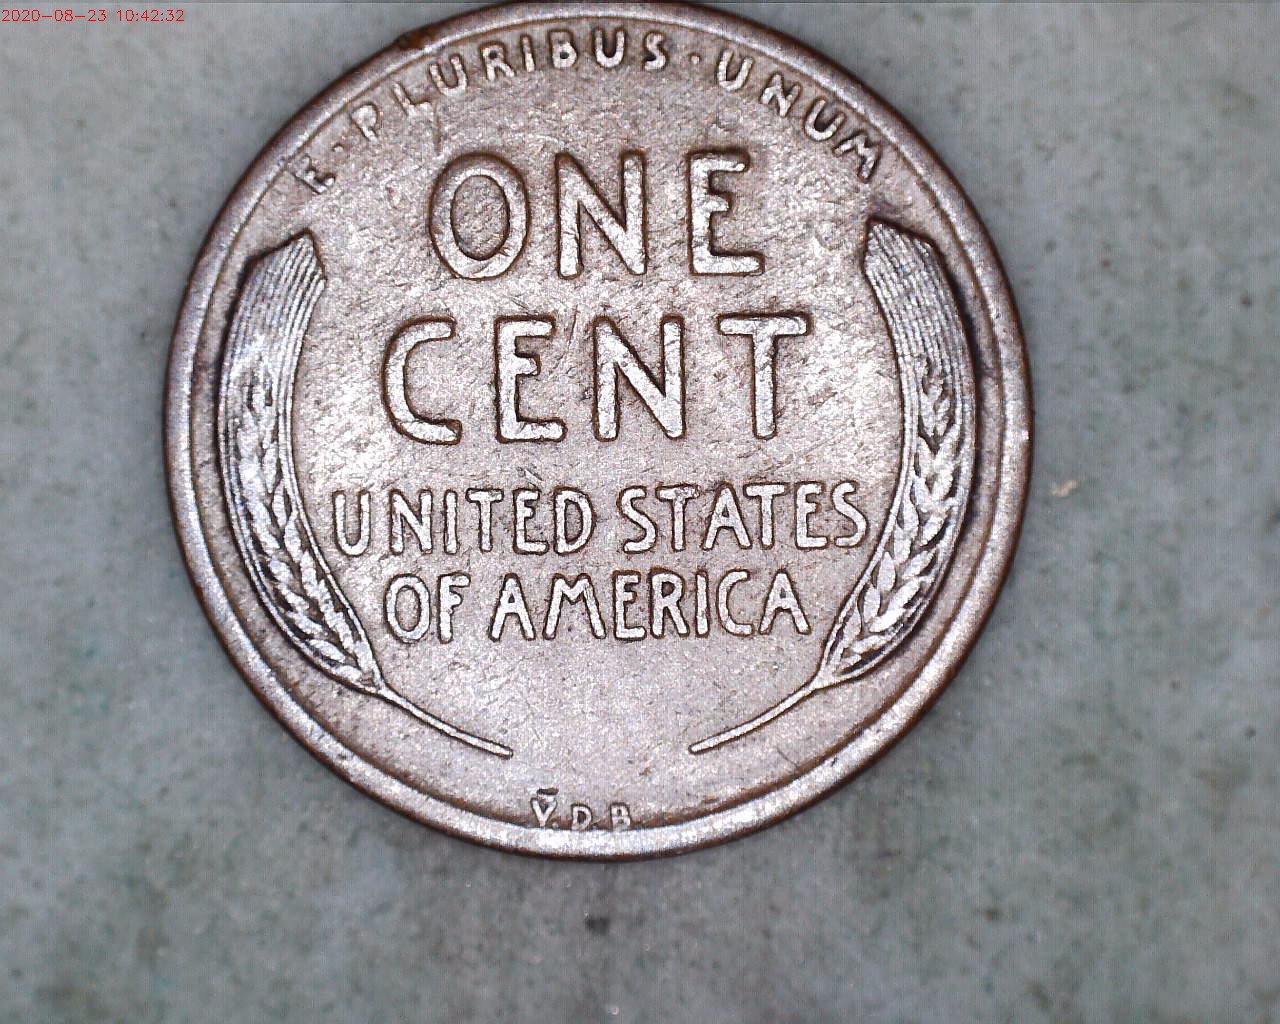 2020-08-23 10:42:32
E · PLURIBUS · UNUM
ONE
CENT
UNITED STATES
OF AMERICA
V.D.B